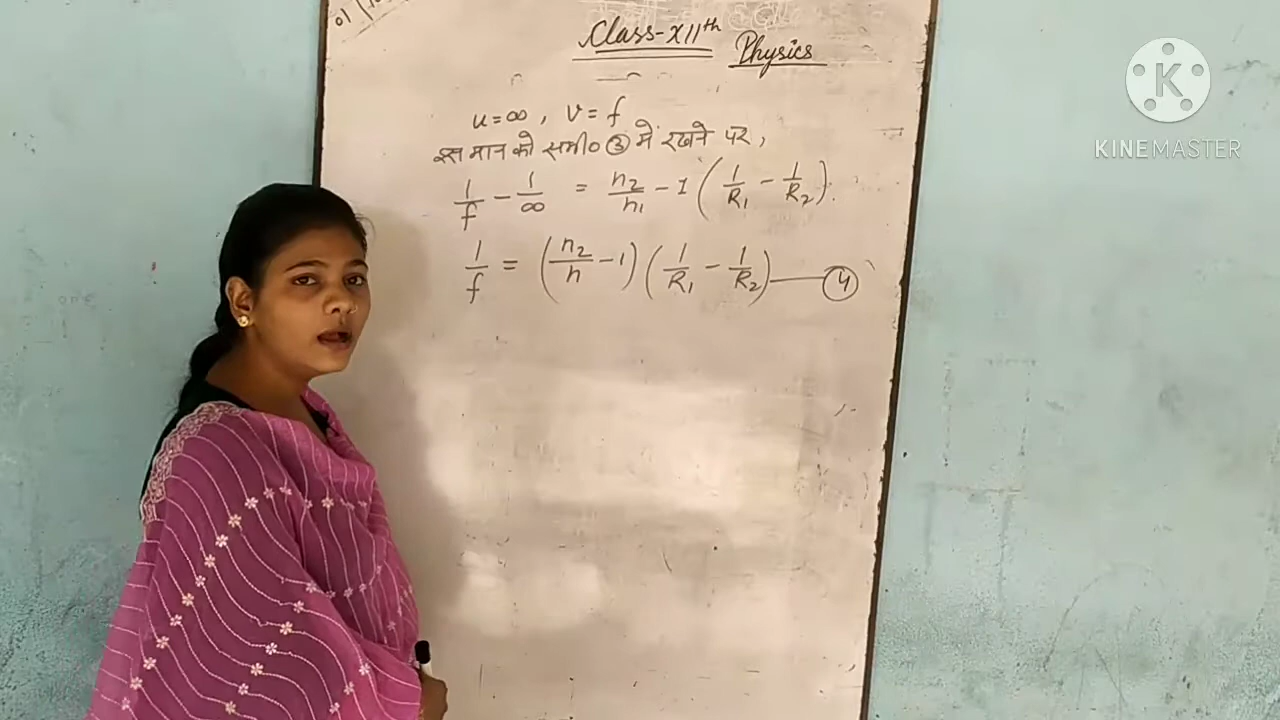 Class-XIIth
Physics
KINEMASTER
u=∞, v=f
इस मान को समी० ③ में रखने पर,
1/f - 1/∞ = n₂/n₁ - 1 (1/R₁ - 1/R₂).
1/f = (n₂/n - 1) (1/R₁ - 1/R₂) — ④